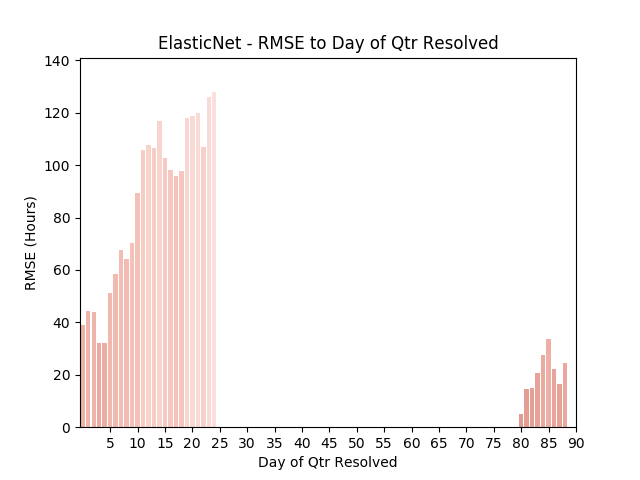 ElasticNet - RMSE to Day of Qtr Resolved
140
120
100
80
60
40
20
0
RMSE (Hours)
5 10 15 20 25 30 35 40 45 50 55 60 65 70 75 80 85 90
Day of Qtr Resolved